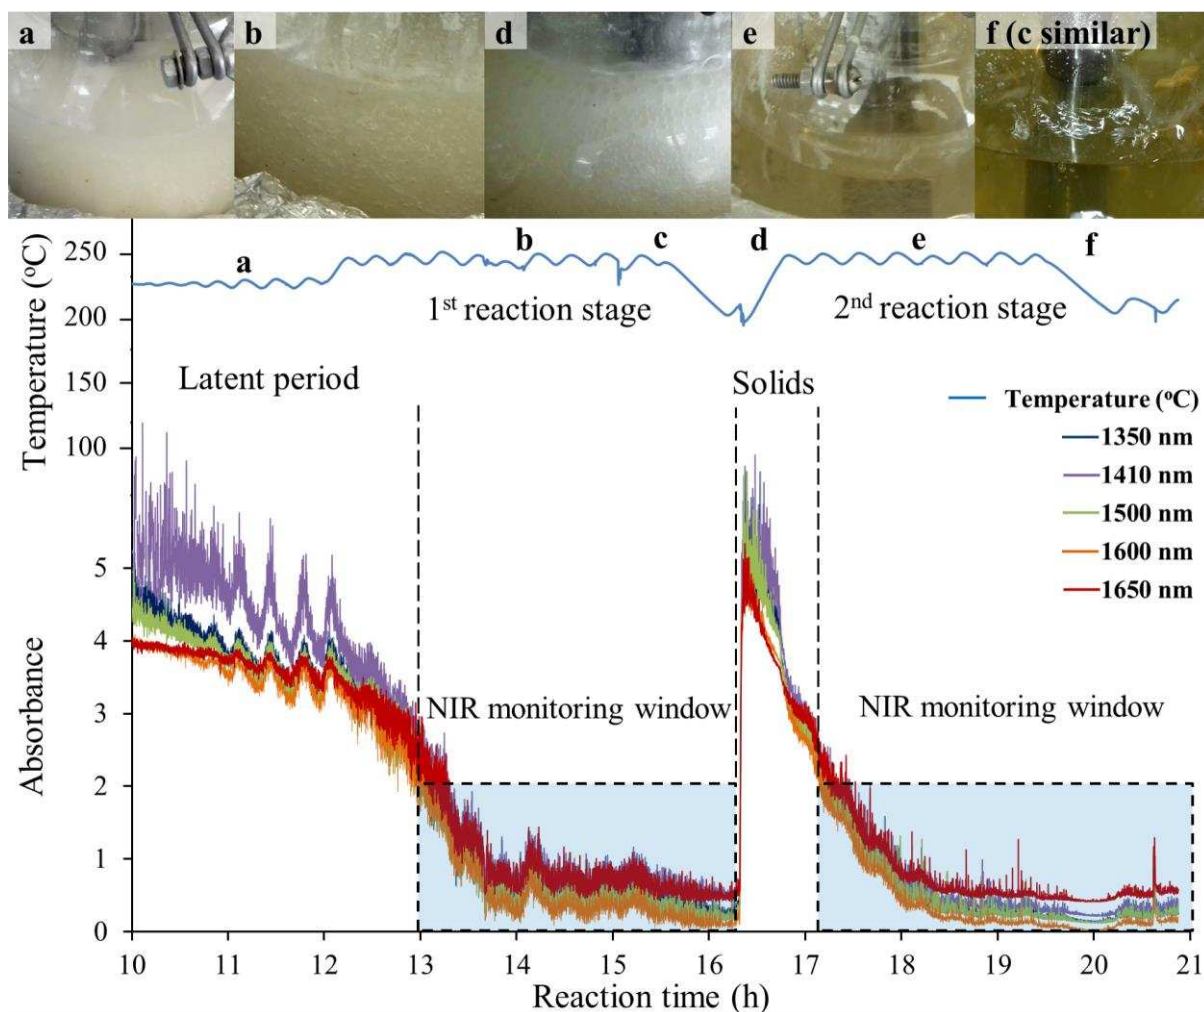 a
b
d
e
f (c similar)
Temperature (ºC)
250
200
150
100
a
b
c
d
e
f
1st reaction stage
2nd reaction stage
Latent period
Solids
Temperature (ºC)
1350 nm
1410 nm
1500 nm
1600 nm
1650 nm
NIR monitoring window
NIR monitoring window
Absorbance
5
4
3
2
1
0
10 11 12 13 14 15 16 17 18 19 20 21
Reaction time (h)